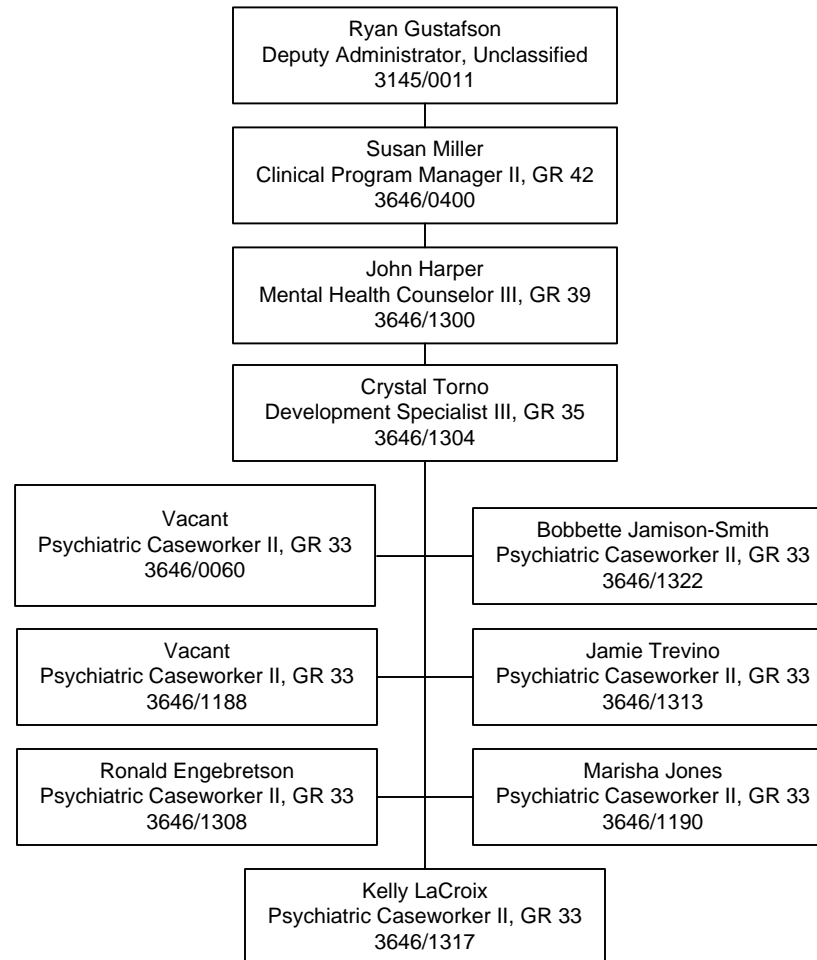 Ryan Gustafson
Deputy Administrator, Unclassified
3145/0011
Susan Miller
Clinical Program Manager II, GR 42
3646/0400
John Harper
Mental Health Counselor III, GR 39
3646/1300
Crystal Torno
Development Specialist III, GR 35
3646/1304
Vacant
Psychiatric Caseworker II, GR 33
3646/0060
Bobbette Jamison-Smith
Psychiatric Caseworker II, GR 33
3646/1322
Vacant
Psychiatric Caseworker II, GR 33
3646/1188
Jamie Trevino
Psychiatric Caseworker II, GR 33
3646/1313
Ronald Engebretson
Psychiatric Caseworker II, GR 33
3646/1308
Marisha Jones
Psychiatric Caseworker II, GR 33
3646/1190
Kelly LaCroix
Psychiatric Caseworker II, GR 33
3646/1317